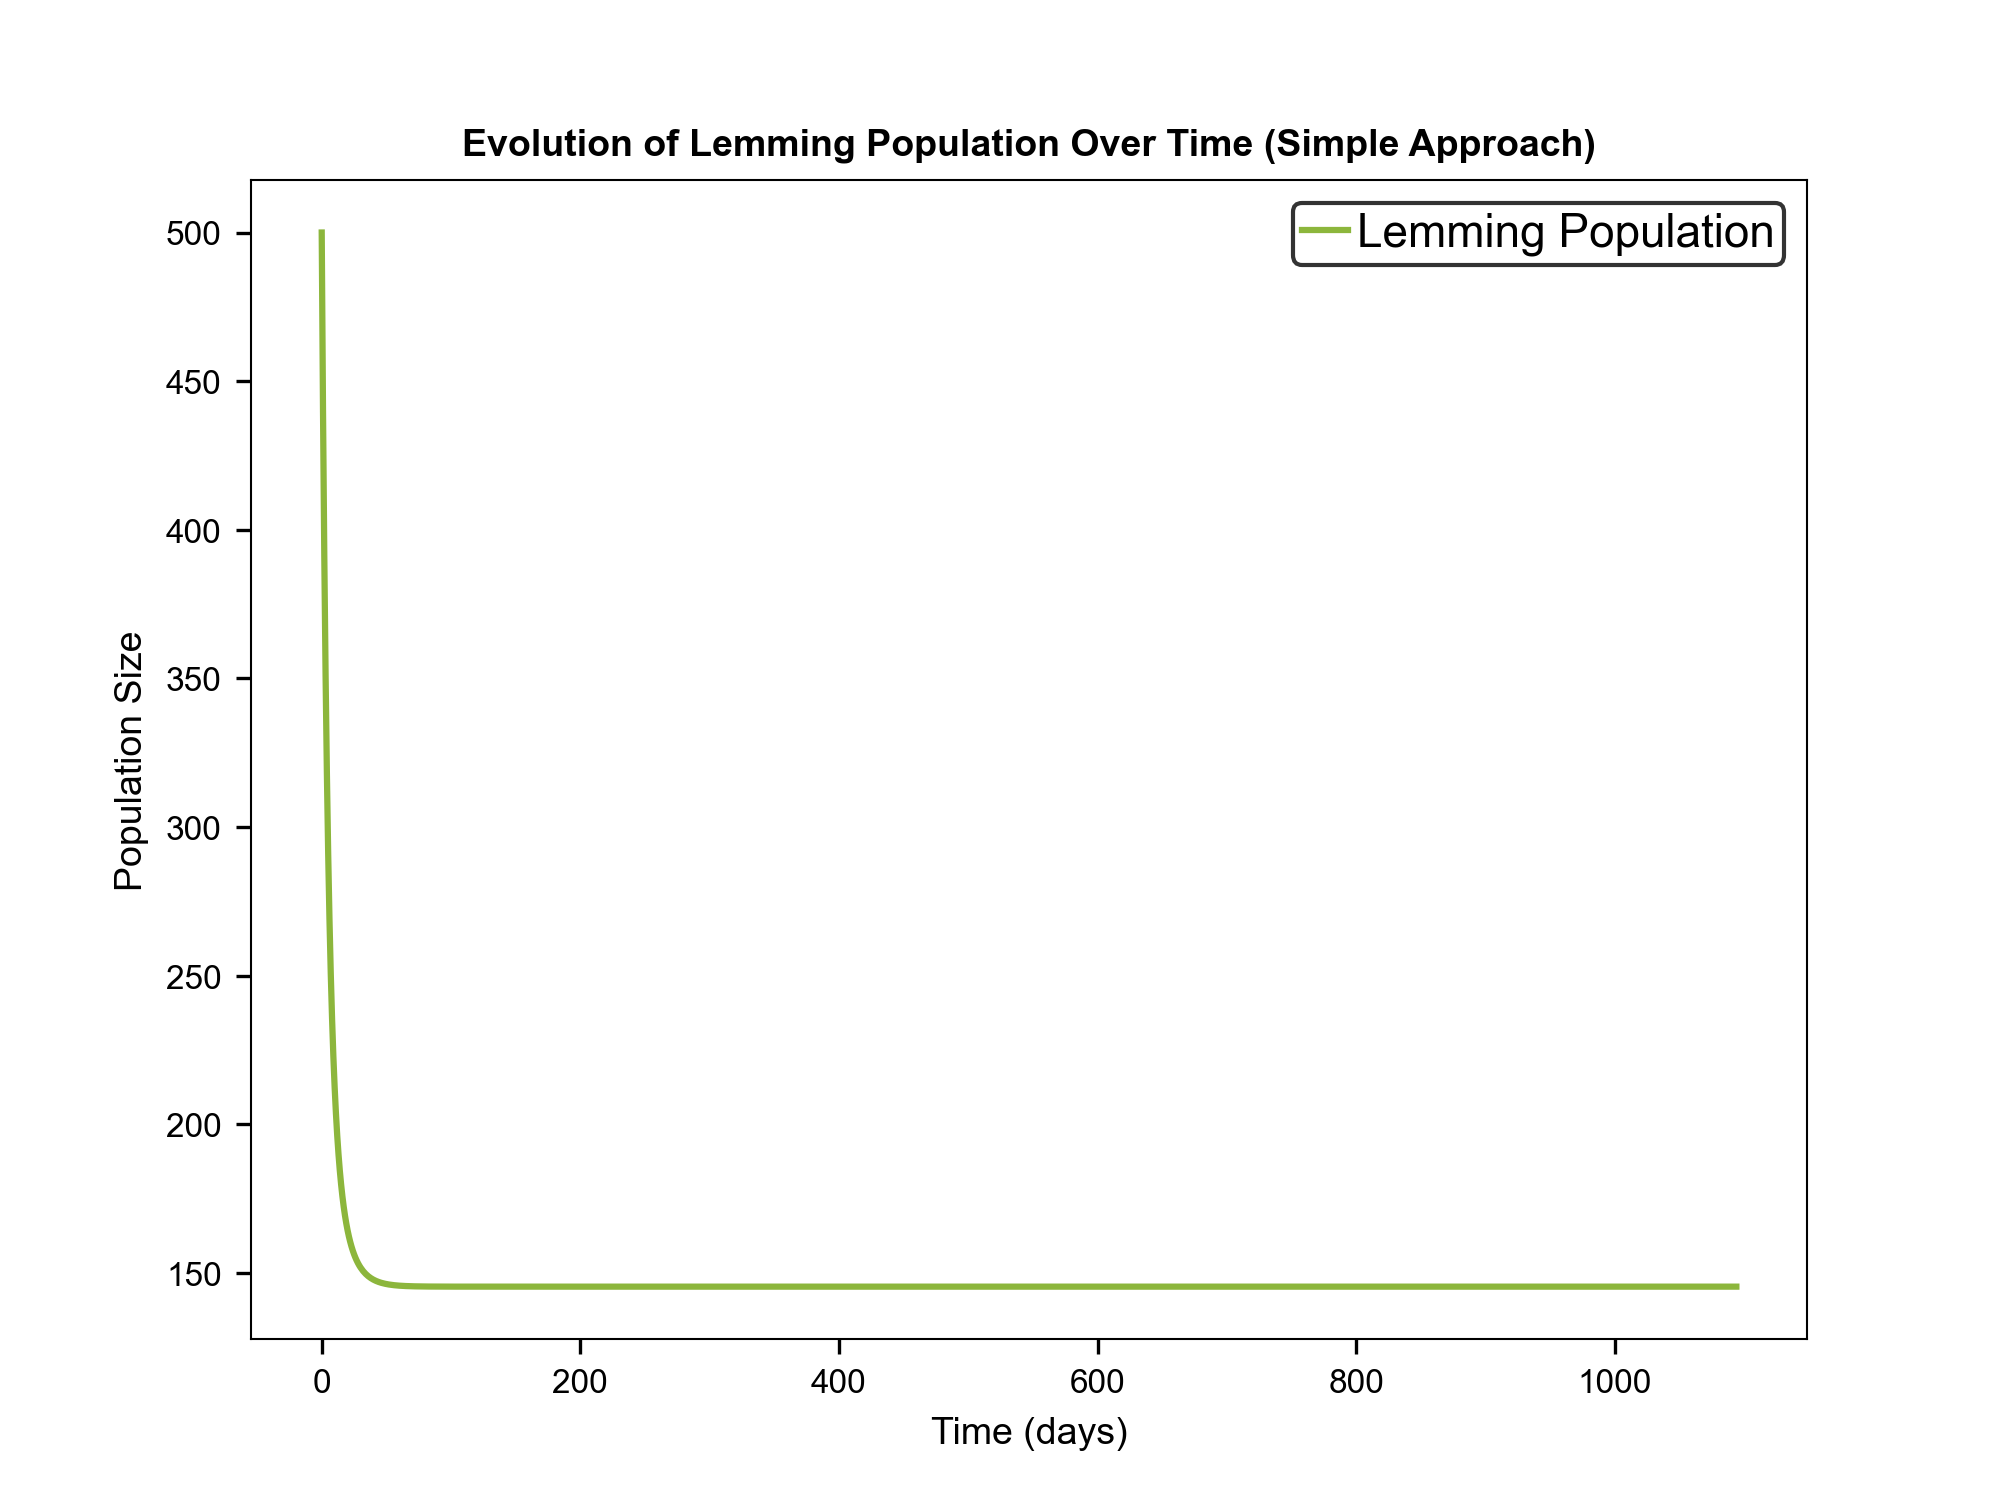 Evolution of Lemming Population Over Time (Simple Approach)
Lemming Population
500
450
400
350
300
250
200
150
Population Size
0 200 400 600 800 1000
Time (days)